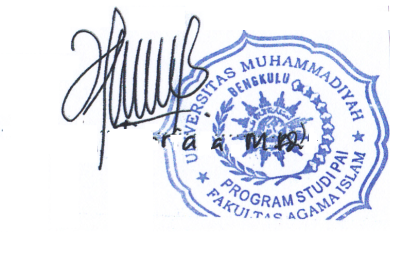 UNIVERSITAS MUHAMMADIYAH
BENGKULU
PROGRAM STUDI PAI
FAKULTAS AGAMA ISLAM